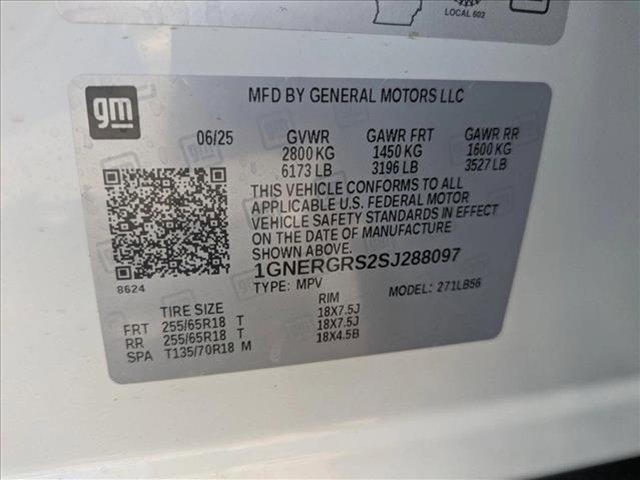 LOCAL 602
gm
MFD BY GENERAL MOTORS LLC
06/25 GVWR GAWR FRT GAWR RR
2800 KG 1450 KG 1600 KG
6173 LB 3196 LB 3527 LB
THIS VEHICLE CONFORMS TO ALL
APPLICABLE U.S. FEDERAL MOTOR
VEHICLE SAFETY STANDARDS IN EFFECT
ON THE DATE OF MANUFACTURE
SHOWN ABOVE.
1GNERGRS2SJ288097
8624 TYPE: MPV MODEL: 271LB56
TIRE SIZE RIM
FRT 255/65R18 T 18X7.5J
RR 255/65R18 T 18X7.5J
SPA T135/70R18 M 18X4.5B